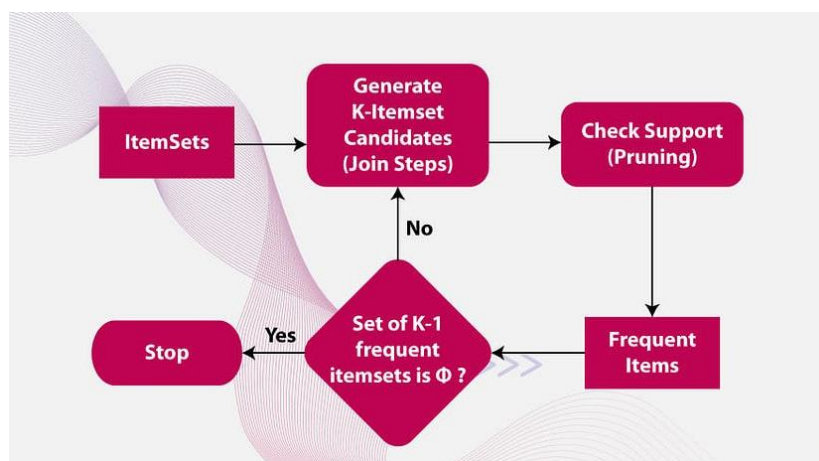 ItemSets
Generate
K-Itemset
Candidates
(Join Steps)
Check Support
(Pruning)
No
Stop
Yes
Set of K-1
frequent
itemsets is Φ ?
Frequent
Items